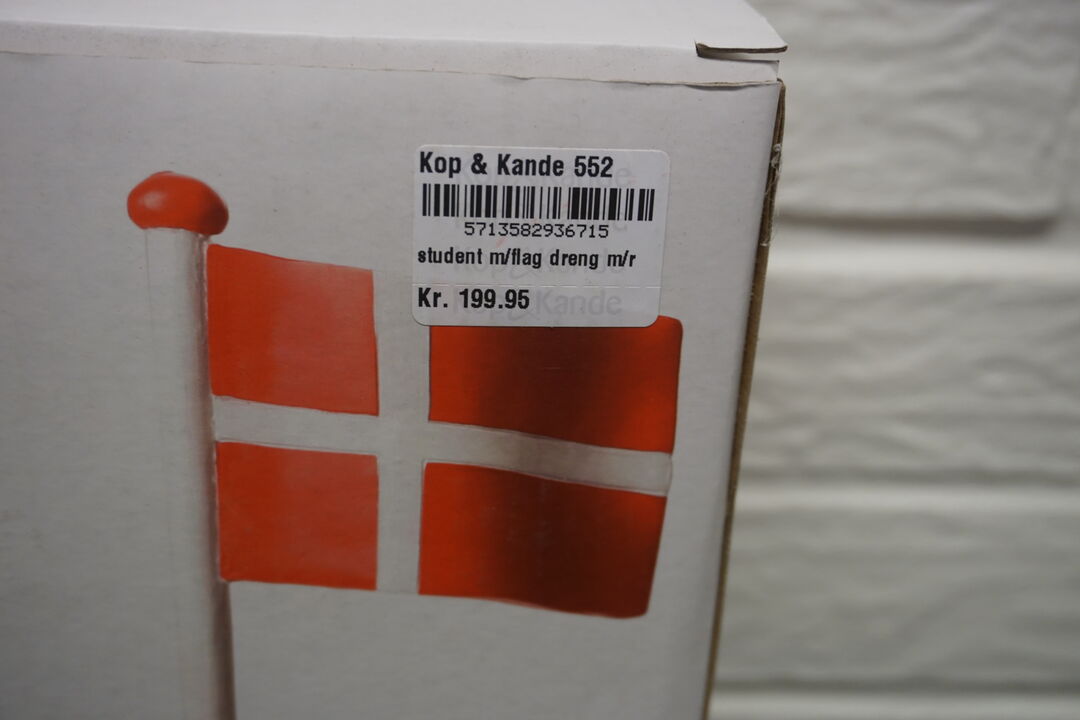 Kop & Kande 552
5713582936715
student m/flag dreng m/r
Kr. 199.95